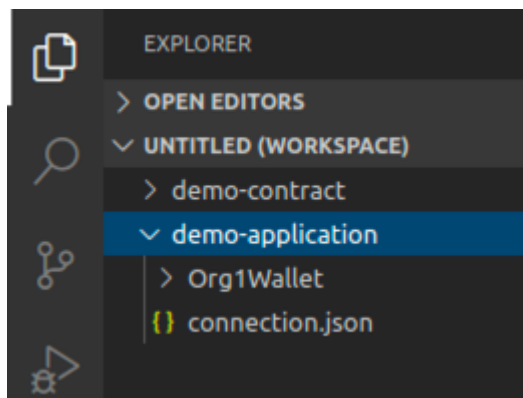 EXPLORER
OPEN EDITORS
UNTITLED (WORKSPACE)
demo-contract
demo-application
Org1Wallet
{} connection.json